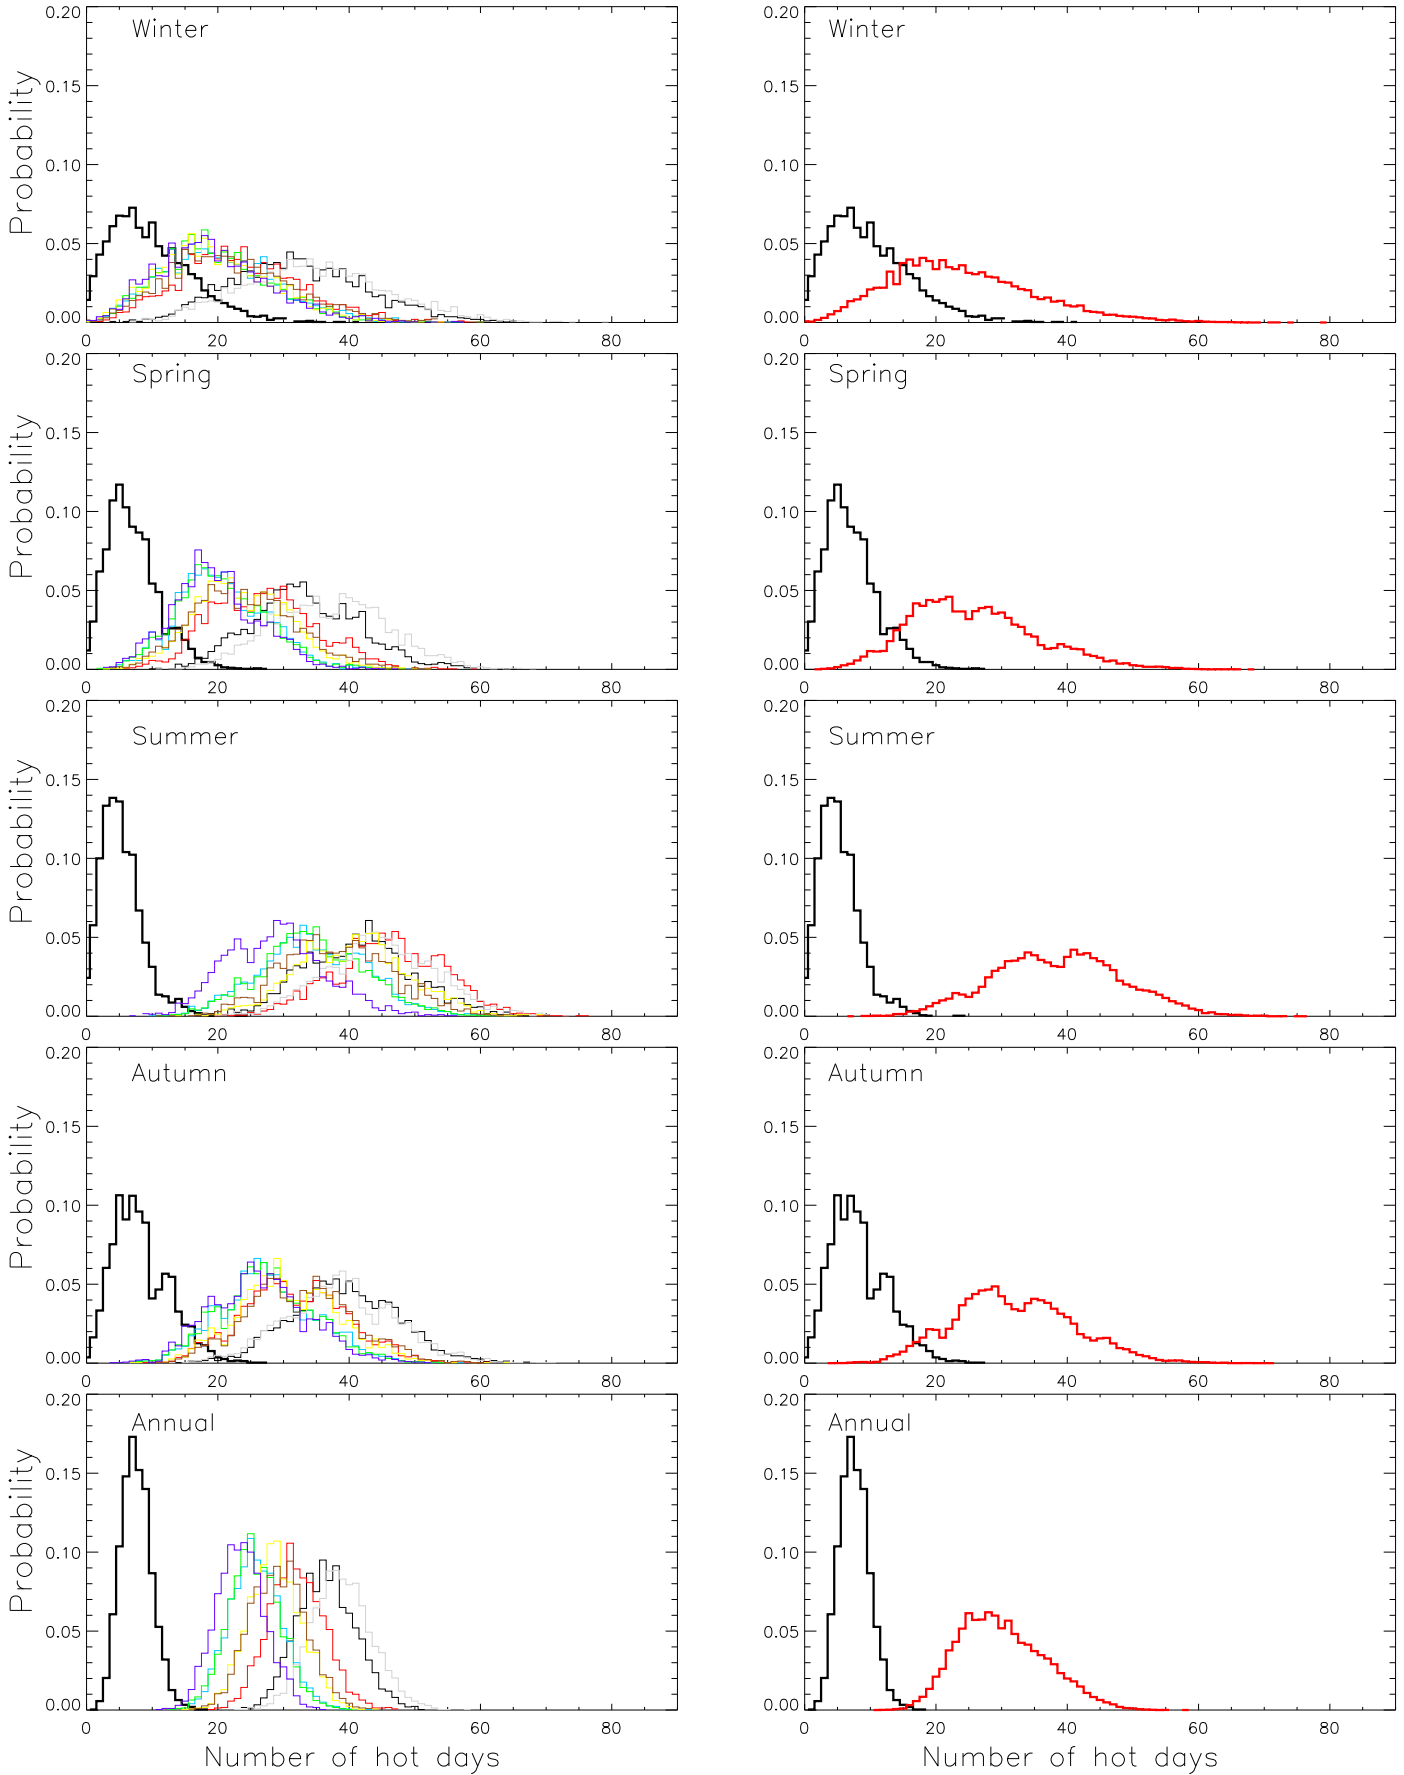 0.20 Winter 0.20 Winter
Probability
0.15 0.15
0.10 0.10
0.05 0.05
0.00 0.00
0 20 40 60 80 0 20 40 60 80
0.20 Spring 0.20 Spring
Probability
0.15 0.15
0.10 0.10
0.05 0.05
0.00 0.00
0 20 40 60 80 0 20 40 60 80
0.20 Summer 0.20 Summer
Probability
0.15 0.15
0.10 0.10
0.05 0.05
0.00 0.00
0 20 40 60 80 0 20 40 60 80
0.20 Autumn 0.20 Autumn
Probability
0.15 0.15
0.10 0.10
0.05 0.05
0.00 0.00
0 20 40 60 80 0 20 40 60 80
0.20 Annual 0.20 Annual
Probability
0.15 0.15
0.10 0.10
0.05 0.05
0.00 0.00
0 20 40 60 80 0 20 40 60 80
Number of hot days Number of hot days